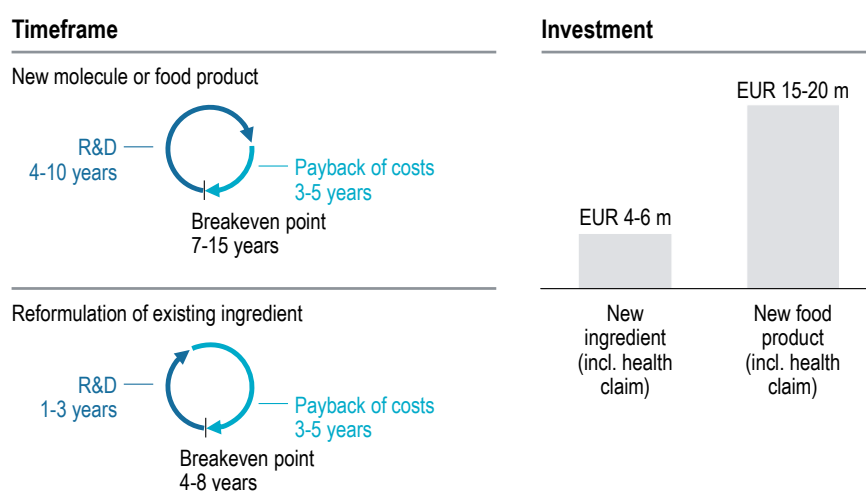 Timeframe
New molecule or food product
R&D
4-10 years
Payback of costs
3-5 years
Breakeven point
7-15 years
Reformulation of existing ingredient
R&D
1-3 years
Payback of costs
3-5 years
Breakeven point
4-8 years
Investment
EUR 15-20 m
EUR 4-6 m
New
ingredient
(incl. health
claim)
New food
product
(incl. health
claim)